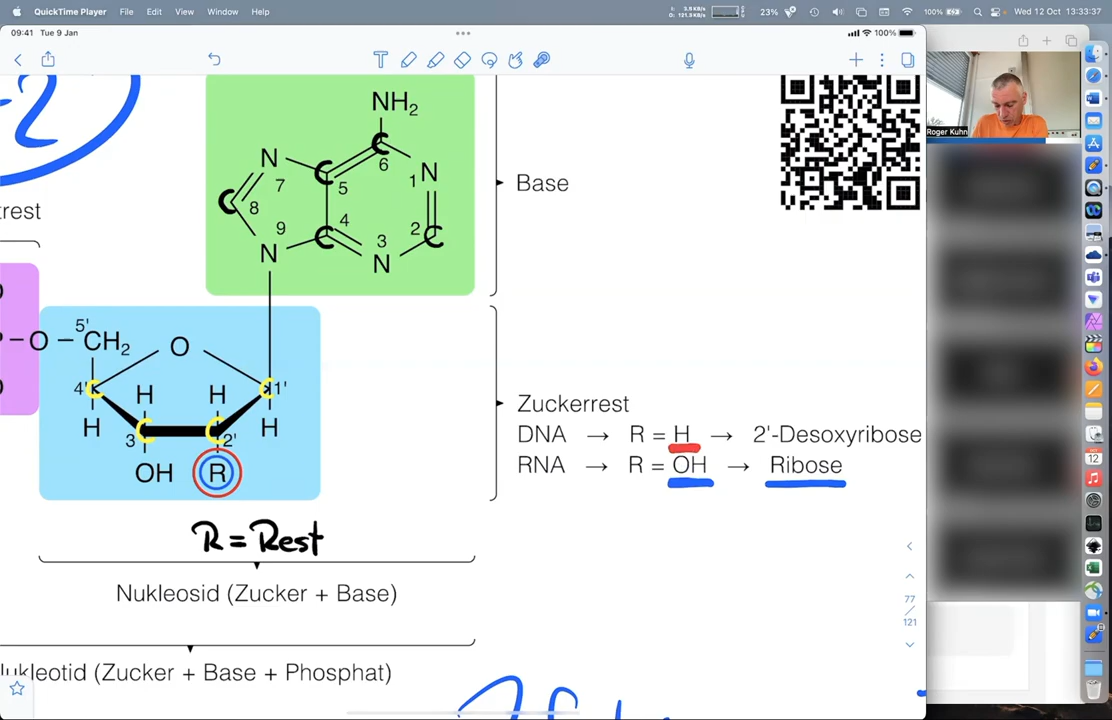 QuickTime Player File Edit View Window Help 23% 100% Wed 12 Oct 13:33:37
09:41 Tue 9 Jan 100%
T
2
NH2
6
N 7 5 1 N
8
9 4 3 2
N N
Base
Roger Kuhn
trest
5'
O CH2 O
4' H H 1'
H 3 2' H
OH R
Zuckerrest
DNA → R = H → 2'-Desoxyribose
RNA → R = OH → Ribose
R = Rest
Nukleosid (Zucker + Base)
77
/
121
ukleotid (Zucker + Base + Phosphat)